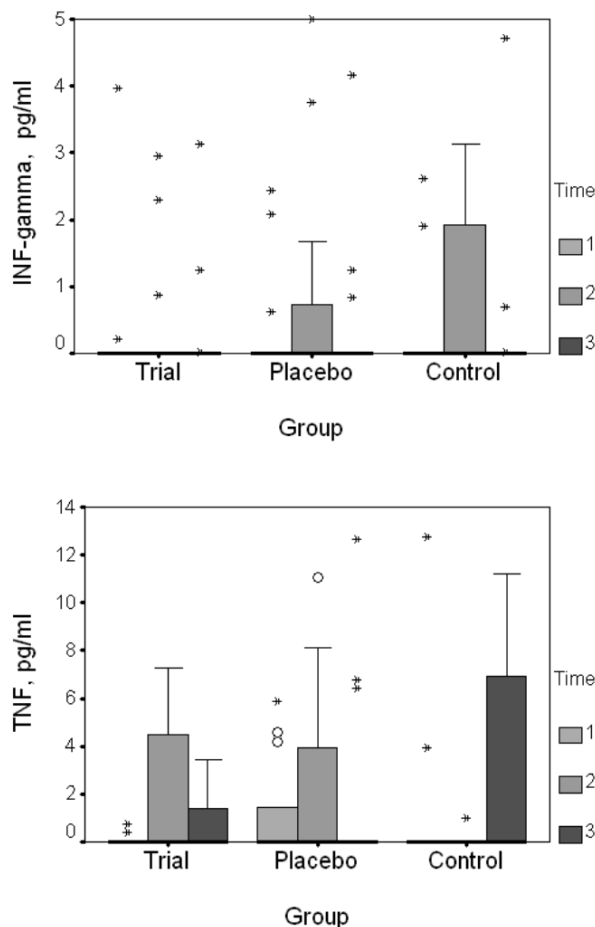 INF-gamma, pg/ml
5
4
3
2
1
0
Trial Placebo Control
Group
Time
1
2
3
TNF, pg/ml
14
12
10
8
6
4
2
0
Trial Placebo Control
Group
Time
1
2
3